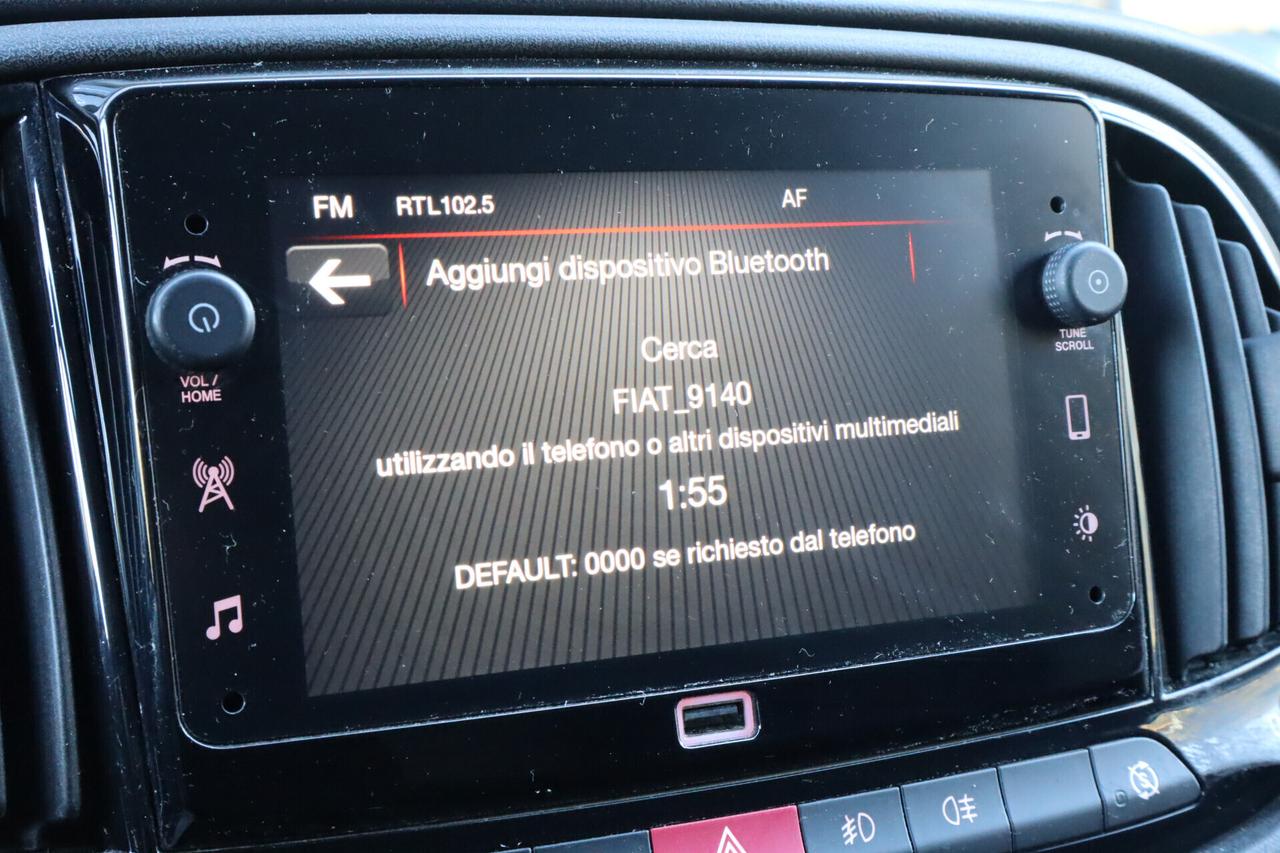 FM RTL102.5 AF
Aggiungi dispositivo Bluetooth
Cerca
FIAT_9140
utilizzando il telefono o altri dispositivi multimediali
1:55
DEFAULT: 0000 se richiesto dal telefono
VOL /
HOME
TUNE
SCROLL